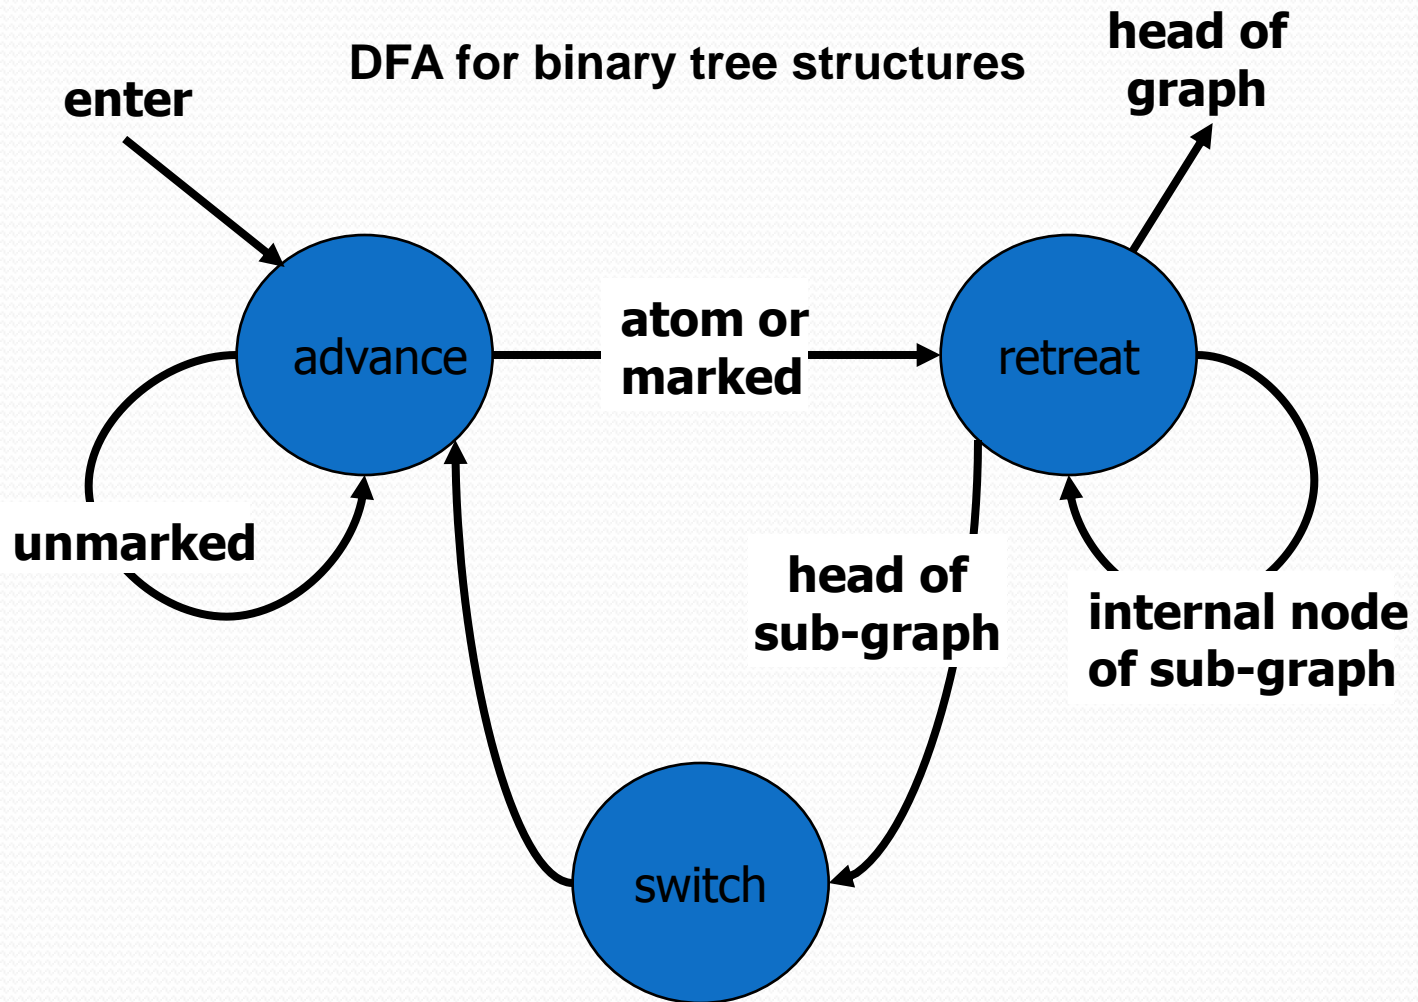 DFA for binary tree structures
head of
graph
enter
advance
atom or
marked
retreat
unmarked
head of
sub-graph
internal node
of sub-graph
switch